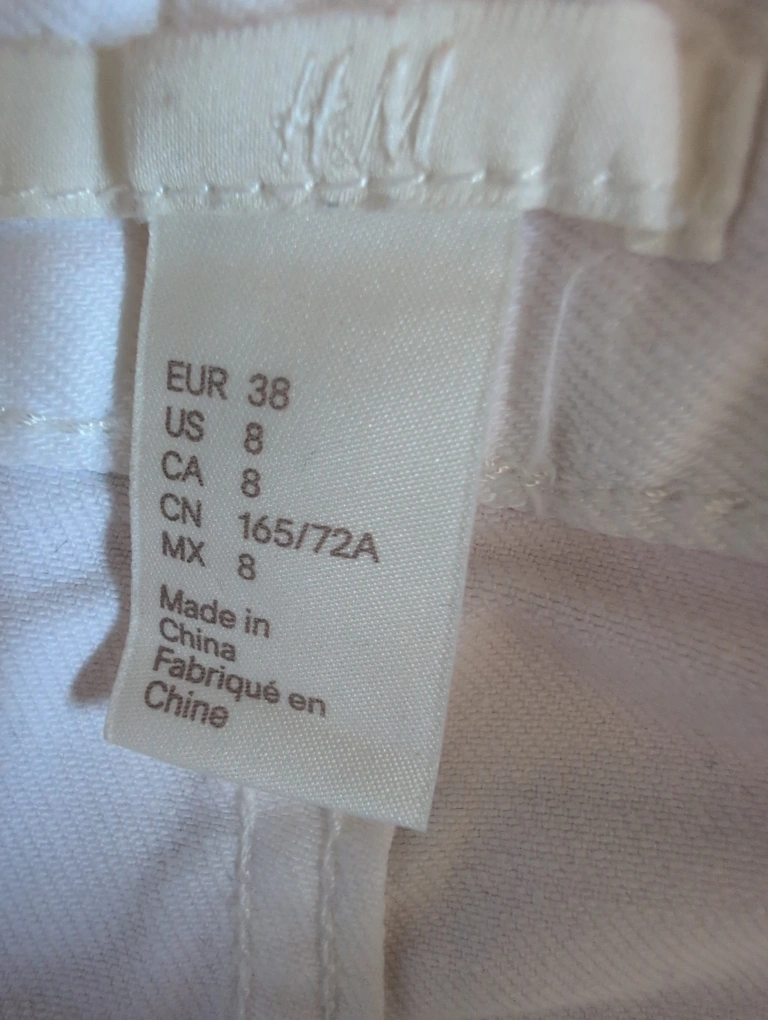 H&M
EUR 38
US 8
CA 8
CN 165/72A
MX 8
Made in
China
Fabriqué en
Chine